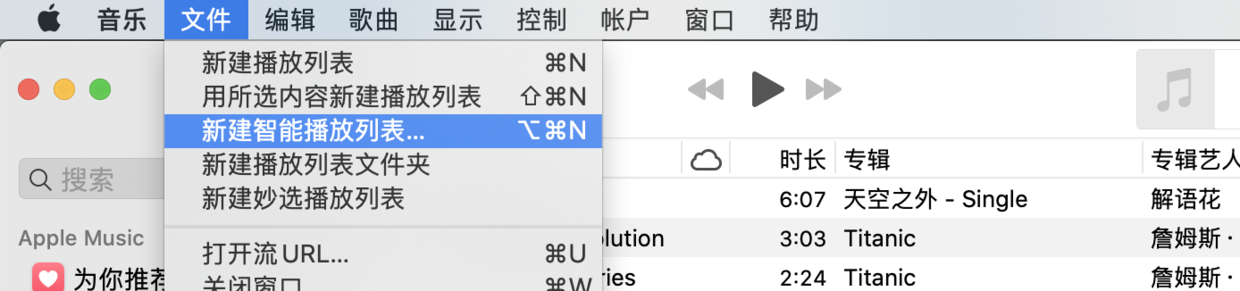 音乐 文件 编辑 歌曲 显示 控制 帐户 窗口 帮助
新建播放列表 ⌘N
用所选内容新建播放列表 ⇧⌘N
新建智能播放列表... ⌥⌘N
新建播放列表文件夹
新建妙选播放列表
打开流 URL... ⌘U
关闭窗口 ⌘W
搜索
Apple Music
为你推荐
时长 专辑 专辑艺人
6:07 天空之外 - Single 解语花
olution 3:03 Titanic 詹姆斯·
ries 2:24 Titanic 詹姆斯·